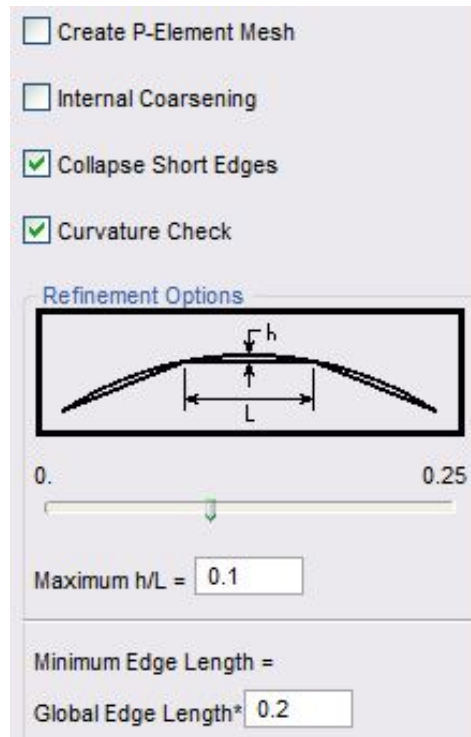 Create P-Element Mesh
Internal Coarsening
Collapse Short Edges
Curvature Check
Refinement Options
h
L
0. 0.25
Maximum h/L = 0.1
Minimum Edge Length =
Global Edge Length* 0.2